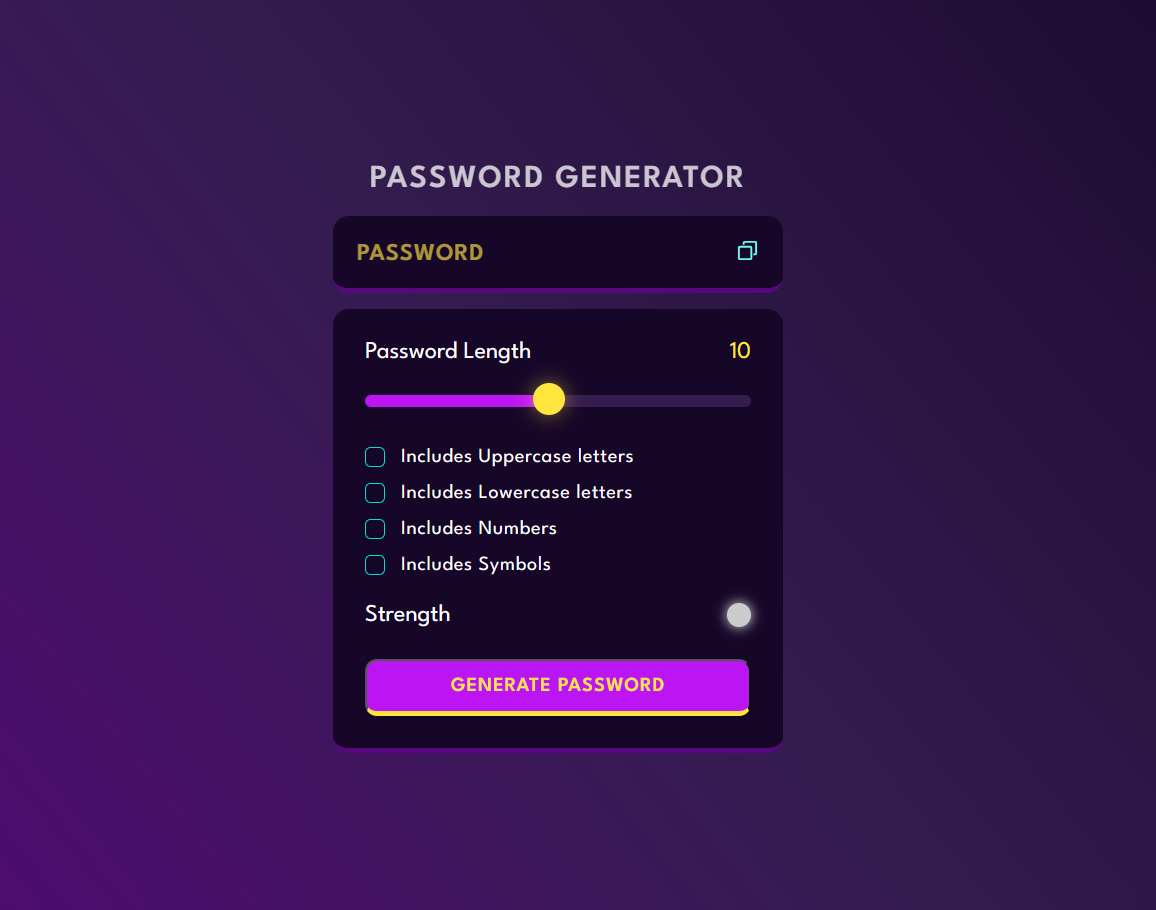 PASSWORD GENERATOR
PASSWORD
Password Length 10
Includes Uppercase letters
Includes Lowercase letters
Includes Numbers
Includes Symbols
Strength
GENERATE PASSWORD